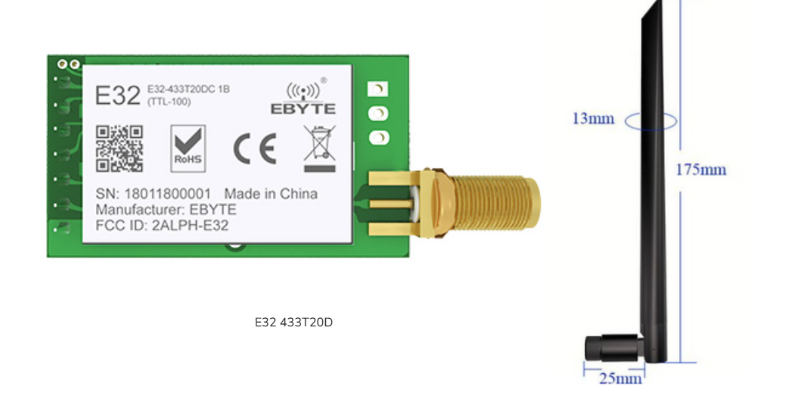 E32 E32-433T20DC 1B
(TTL-100)
®
EBYTE
RoHS
CE
SN: 18011800001 Made in China
Manufacturer: EBYTE
FCC ID: 2ALPH-E32
E32 433T20D
13mm
175mm
25mm